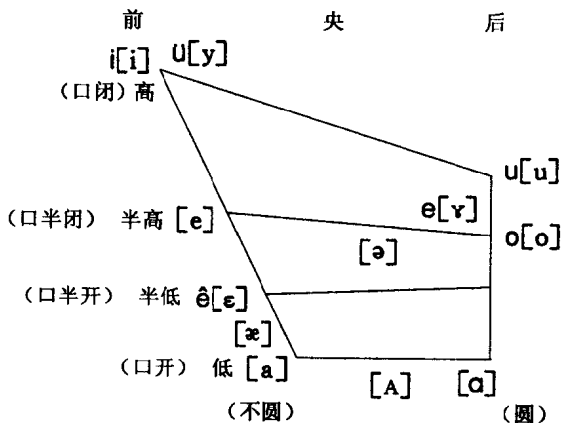 前 央 后
i[i] ü[y]
（口闭）高
u[u]
（口半闭） 半高 [e] e[ɤ] o[o]
[ə]
（口半开） 半低 ê[ɛ]
[æ]
（口开） 低 [a] [A] [ɑ]
（不圆） （圆）